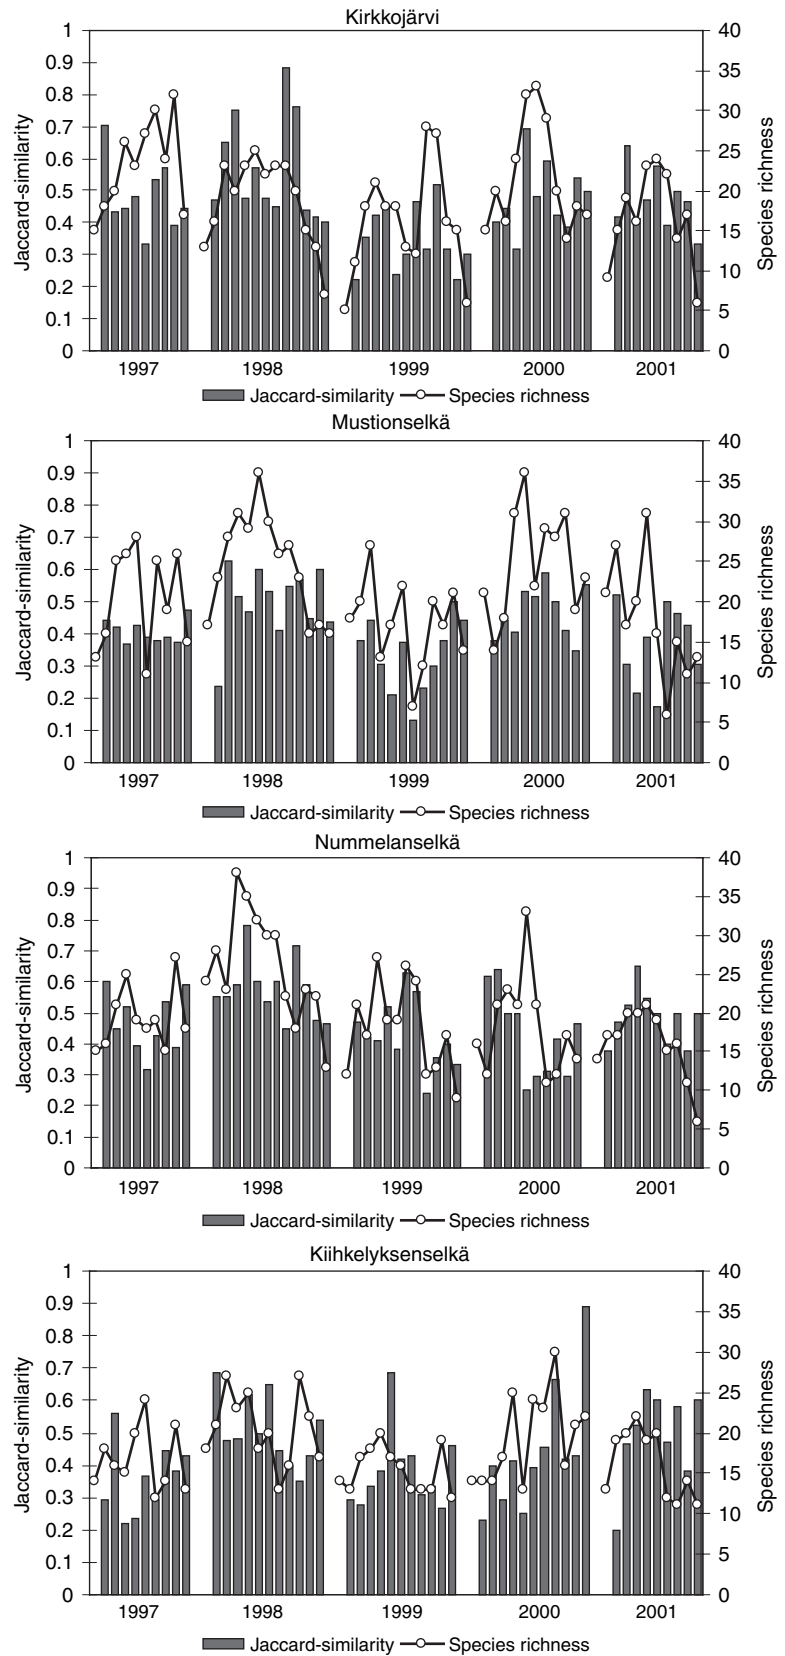 Kirkkojärvi
1 40
0.9 35
0.8 30
0.7 25
0.6
0.5 20
0.4 15
0.3 10
0.2
0.1 5
0 0
Jaccard-similarity
Species richness
1997 1998 1999 2000 2001
Jaccard-similarity Species richness
Mustionselkä
1 40
0.9 35
0.8 30
0.7 25
0.6
0.5 20
0.4 15
0.3 10
0.2
0.1 5
0 0
Jaccard-similarity
Species richness
1997 1998 1999 2000 2001
Jaccard-similarity Species richness
Nummelanselkä
1 40
0.9 35
0.8 30
0.7 25
0.6
0.5 20
0.4 15
0.3 10
0.2
0.1 5
0 0
Jaccard-similarity
Species richness
1997 1998 1999 2000 2001
Jaccard-similarity Species richness
Kiihkelyksenselkä
1 40
0.9 35
0.8 30
0.7 25
0.6
0.5 20
0.4 15
0.3 10
0.2
0.1 5
0 0
Jaccard-similarity
Species richness
1997 1998 1999 2000 2001
Jaccard-similarity Species richness